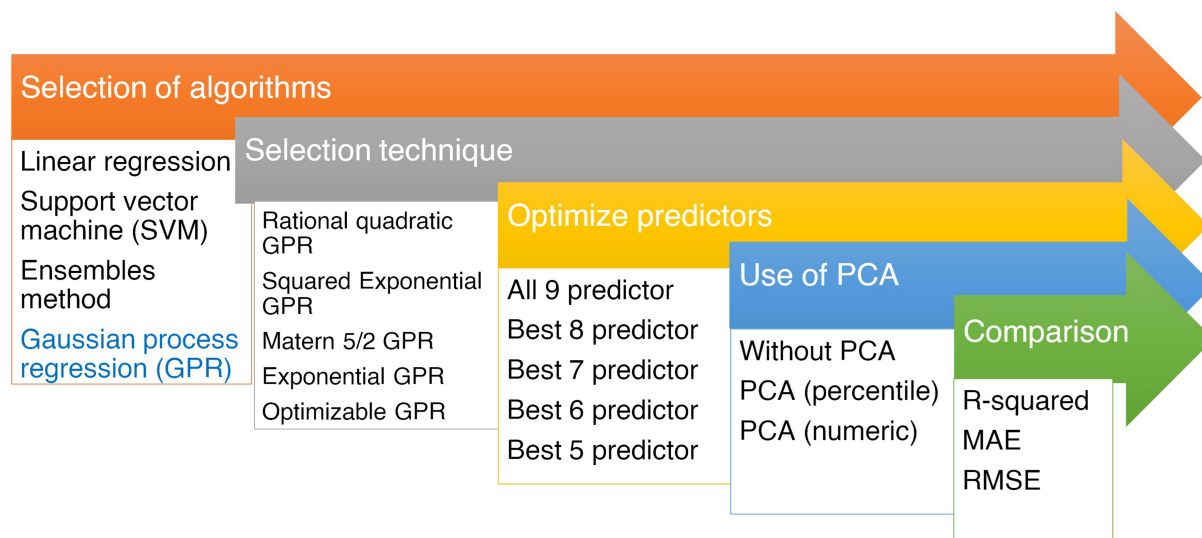 Selection of algorithms
Linear regression
Support vector
machine (SVM)
Ensembles
method
Gaussian process
regression (GPR)
Selection technique
Rational quadratic
GPR
Squared Exponential
GPR
Matern 5/2 GPR
Exponential GPR
Optimizable GPR
Optimize predictors
All 9 predictor
Best 8 predictor
Best 7 predictor
Best 6 predictor
Best 5 predictor
Use of PCA
Without PCA
PCA (percentile)
PCA (numeric)
Comparison
R-squared
MAE
RMSE